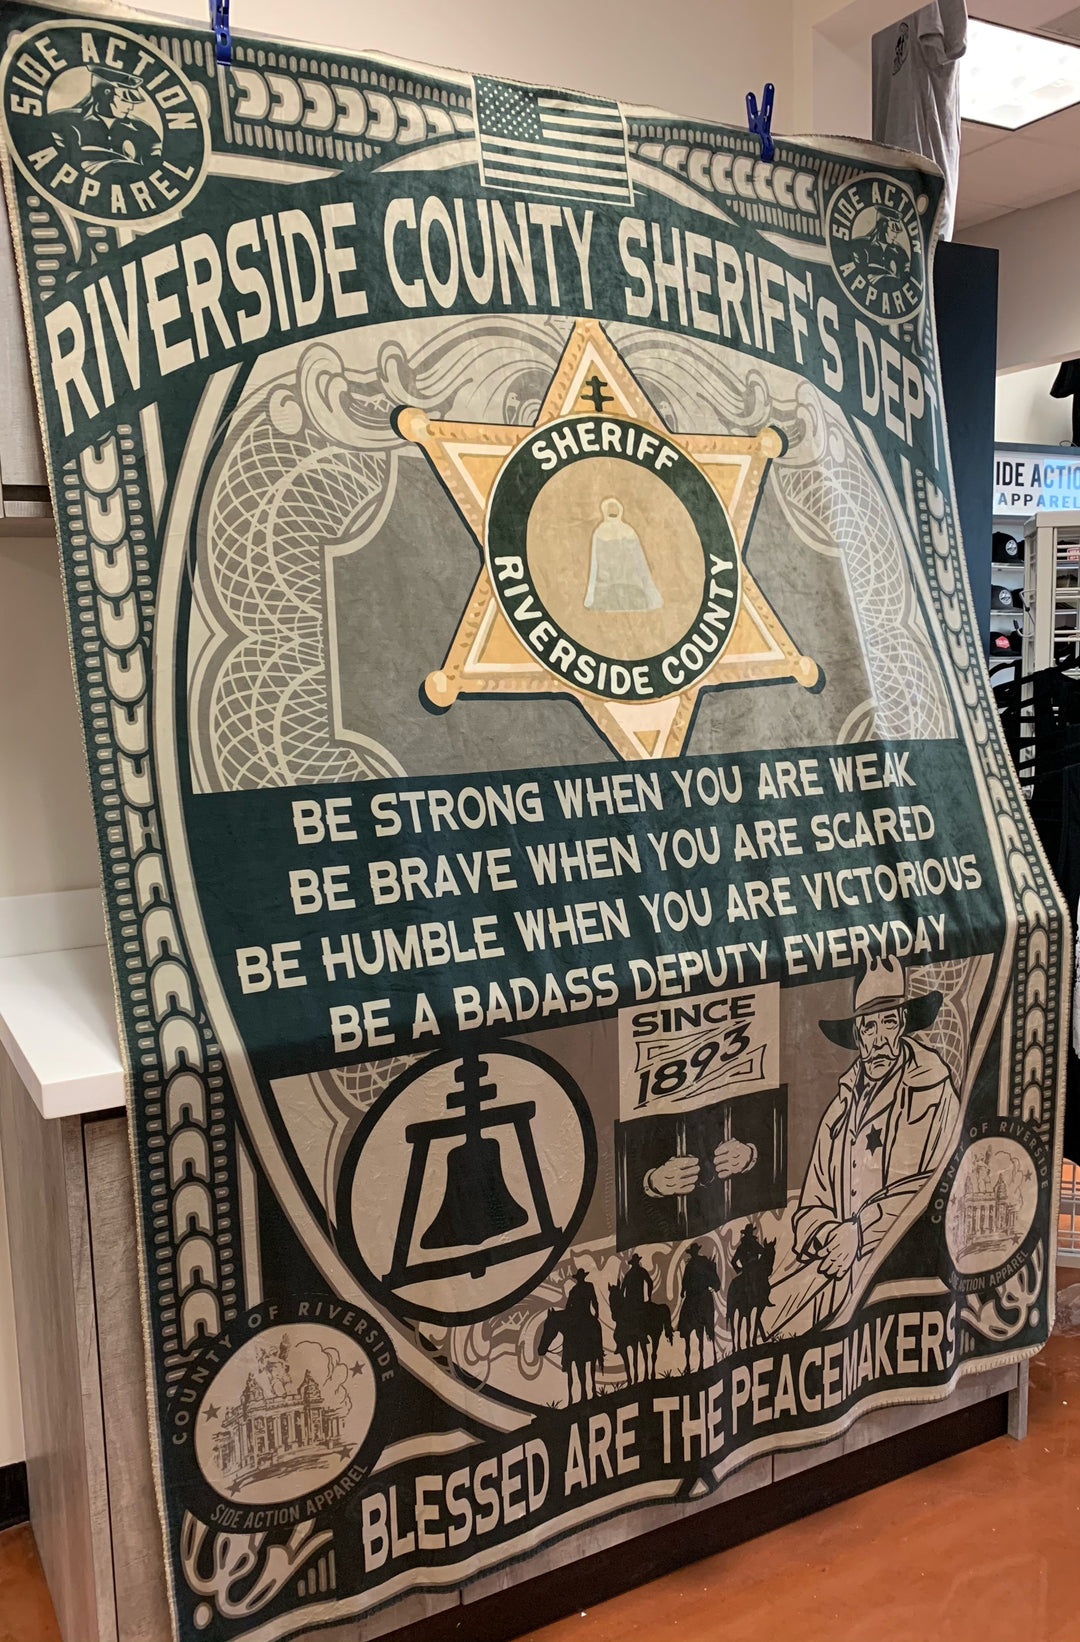 SIDE ACTION
APPAREL
SIDE ACTION
APPAREL
RIVERSIDE COUNTY SHERIFF'S DEPT
SHERIFF
RIVERSIDE COUNTY
IDE ACTIO
APPAREL
BE STRONG WHEN YOU ARE WEAK
BE BRAVE WHEN YOU ARE SCARED
BE HUMBLE WHEN YOU ARE VICTORIOUS
BE A BADASS DEPUTY EVERYDAY
SINCE
1893
COUNTY OF RIVERSIDE
SIDE ACTION APPAREL
COUNTY OF RIVERSIDE
SIDE ACTION APPAREL
BLESSED ARE THE PEACEMAKERS